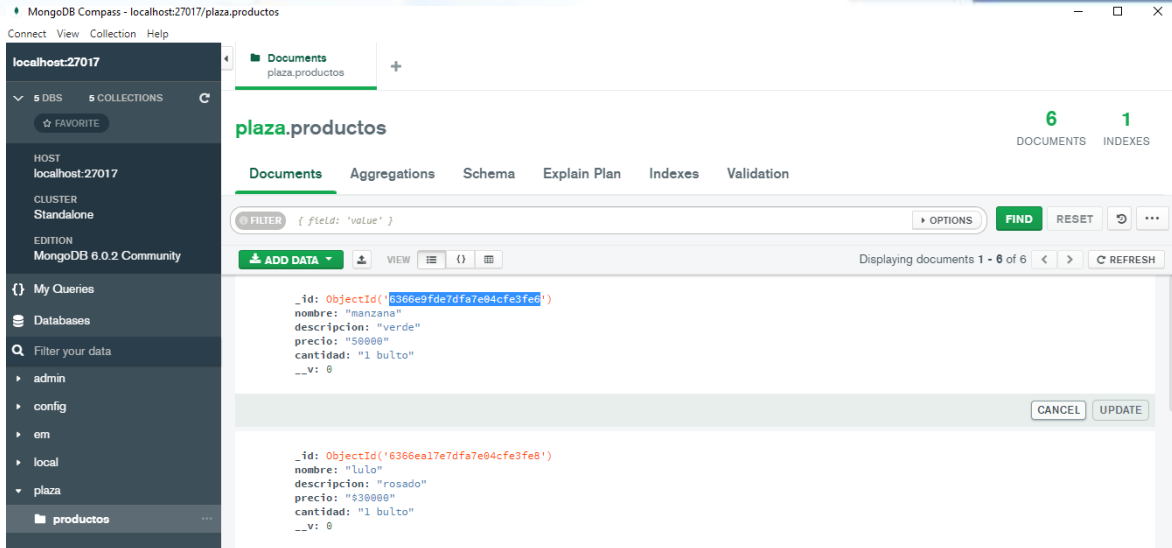 MongoDB Compass - localhost:27017/plaza.productos
Connect View Collection Help
localhost:27017
5 DBS 5 COLLECTIONS
FAVORITE
HOST
localhost:27017
CLUSTER
Standalone
EDITION
MongoDB 6.0.2 Community
{} My Queries
Databases
Filter your data
admin
config
em
local
plaza
productos
Documents
plaza.productos
plaza.productos
6
DOCUMENTS
1
INDEXES
Documents Aggregations Schema Explain Plan Indexes Validation
FILTER { field: 'value' }
OPTIONS
FIND
RESET
ADD DATA
VIEW
{}
Displaying documents 1 - 6 of 6
REFRESH
_id: ObjectId('6366e9fde7dfa7e04cfe3fe6')
nombre: "manzana"
descripcion: "verde"
precio: "50000"
cantidad: "1 bulto"
__v: 0
CANCEL
UPDATE
_id: ObjectId('6366ea17e7dfa7e04cfe3fe8')
nombre: "lulo"
descripcion: "rosado"
precio: "$30000"
cantidad: "1 bulto"
__v: 0